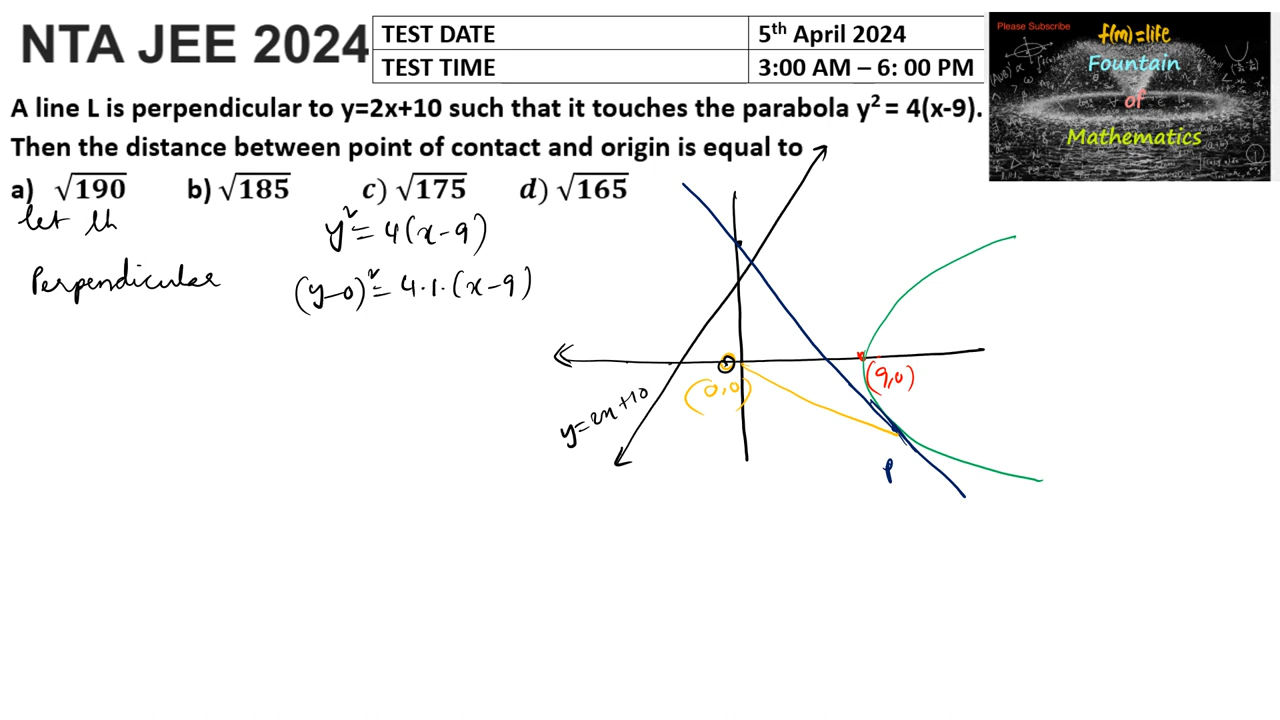 NTA JEE 2024
TEST DATE 5th April 2024
TEST TIME 3:00 AM – 6: 00 PM
Please Subscribe
f(m)=life
Fountain
of
Mathematics
A line L is perpendicular to y=2x+10 such that it touches the parabola y² = 4(x-9).
Then the distance between point of contact and origin is equal to
a) √190 b) √185 c) √175 d) √165
let th
y² = 4(x-9)
Perpendicular
(y-0)² = 4·1·(x-9)
(0,0)
(9,0)
y=2x+10
P